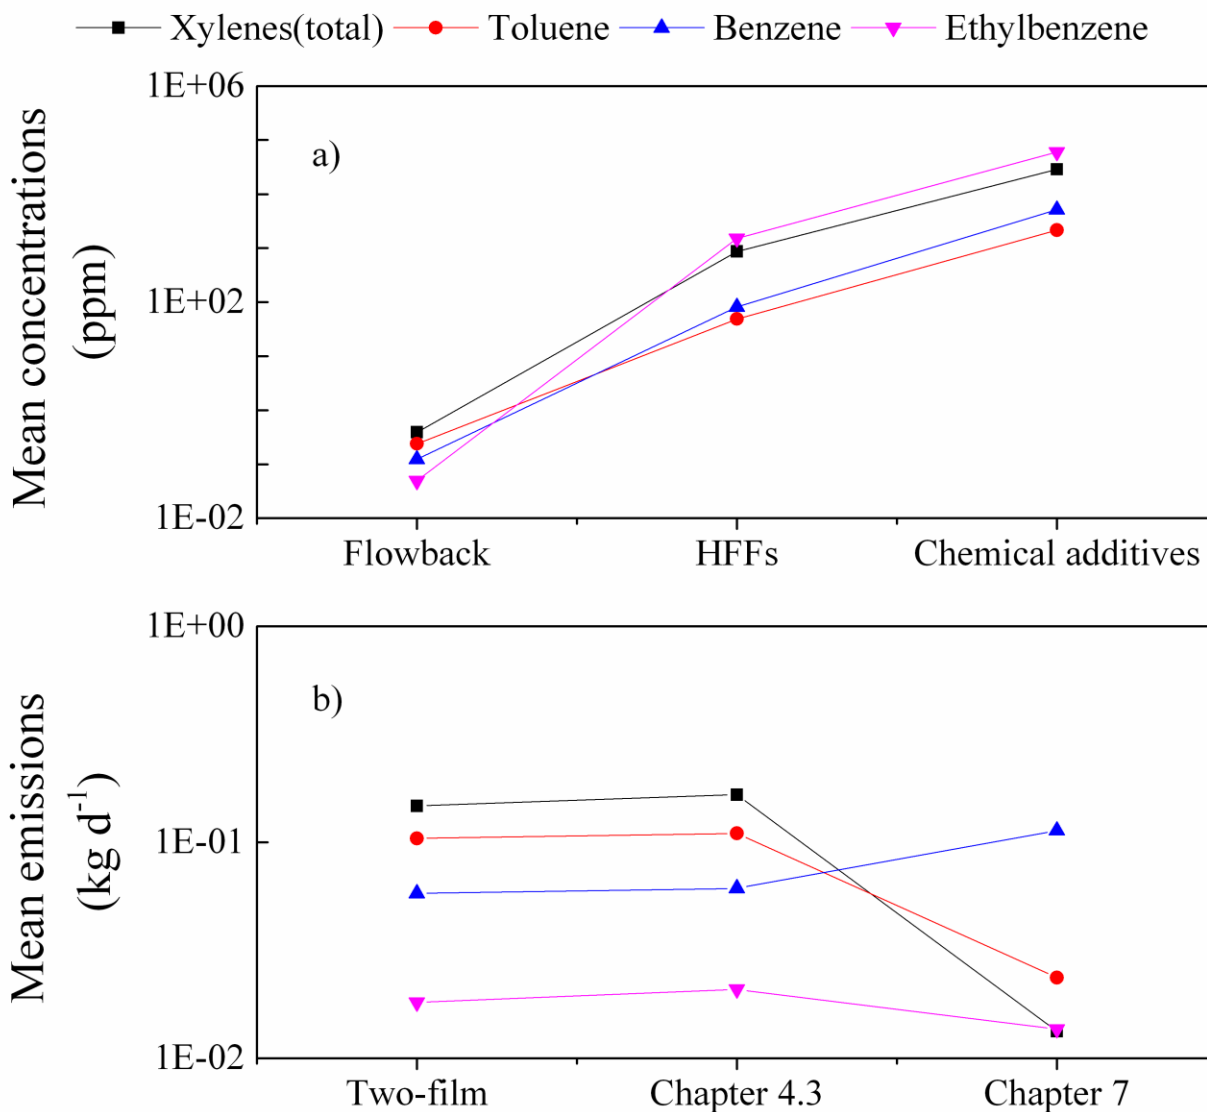 Xylenes(total) Toluene Benzene Ethylbenzene
1E+06
a)
Mean concentrations
(ppm)
1E+02
1E-02
Flowback HFFs Chemical additives
1E+00
b)
Mean emissions
(kg d-1)
1E-01
1E-02
Two-film Chapter 4.3 Chapter 7